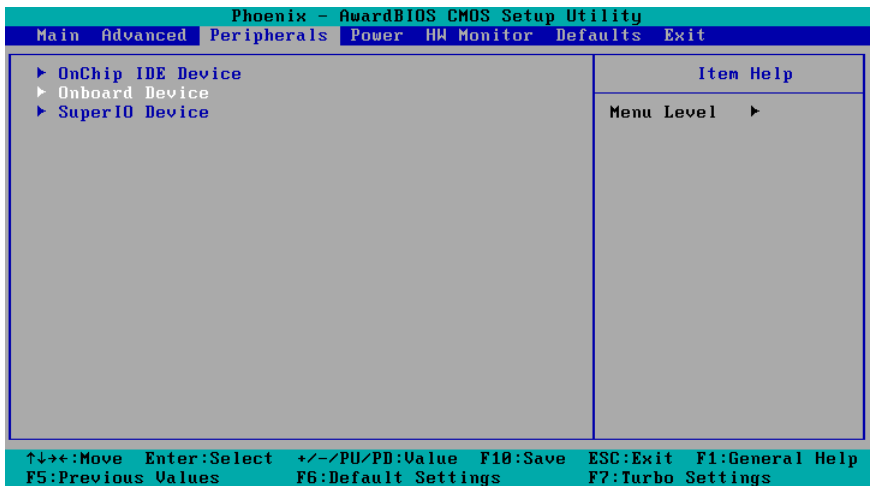 Phoenix - AwardBIOS CMOS Setup Utility
Main Advanced Peripherals Power HW Monitor Defaults Exit
▶ OnChip IDE Device
▶ Onboard Device
▶ SuperIO Device
Item Help
Menu Level ▶
↑↓→←:Move Enter:Select +/-/PU/PD:Value F10:Save ESC:Exit F1:General Help
F5:Previous Values F6:Default Settings F7:Turbo Settings